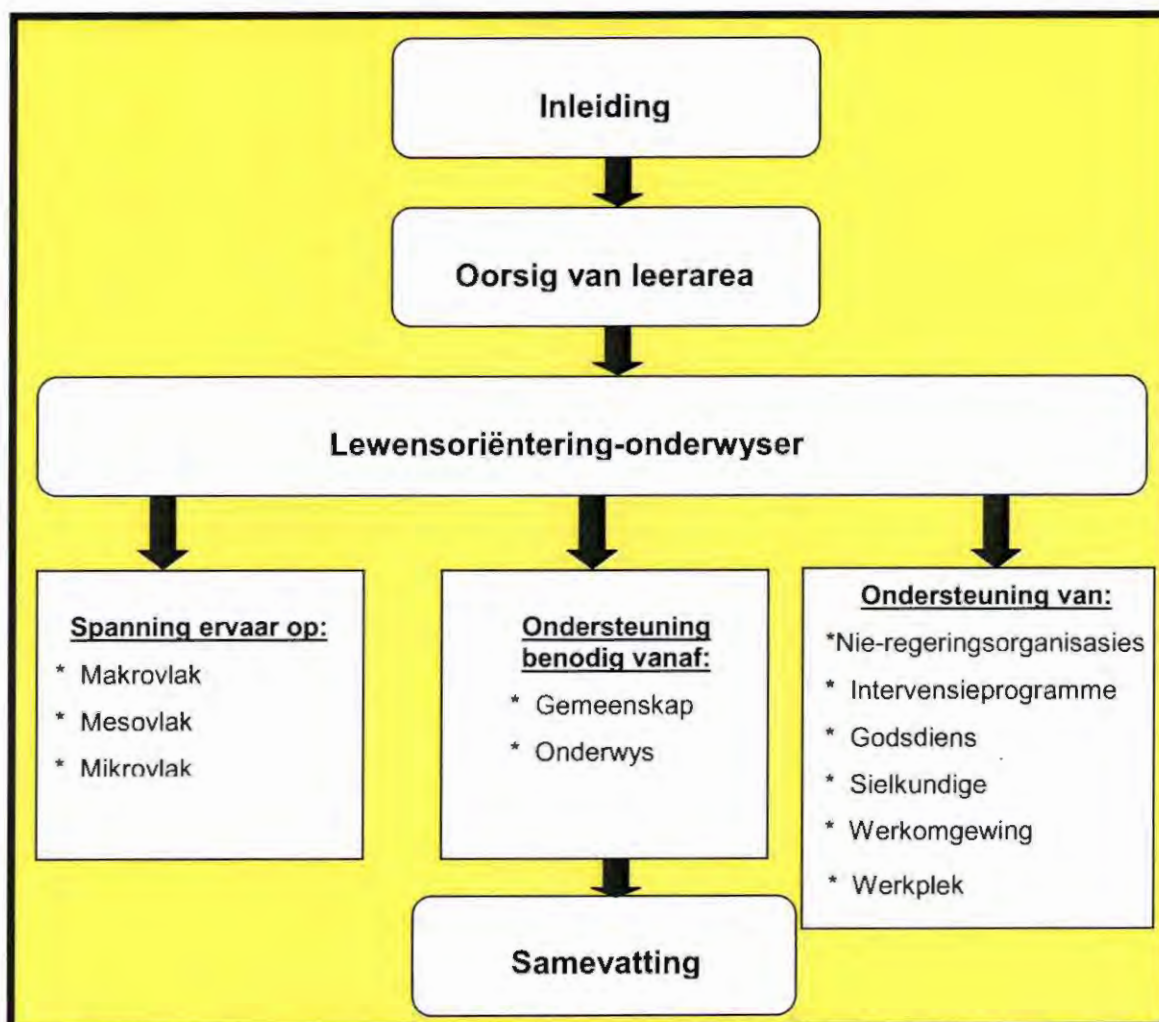 Inleiding
Oorsig van leerarea
Lewensoriëntering-onderwyser
Spanning ervaar op:
* Makrovlak
* Mesovlak
* Mikrovlak
Ondersteuning
benodig vanaf:
* Gemeenskap
* Onderwys
Ondersteuning van:
*Nie-regeringsorganisasies
* Intervensieprogramme
* Godsdiens
* Sielkundige
* Werkomgewing
* Werkplek
Samevatting